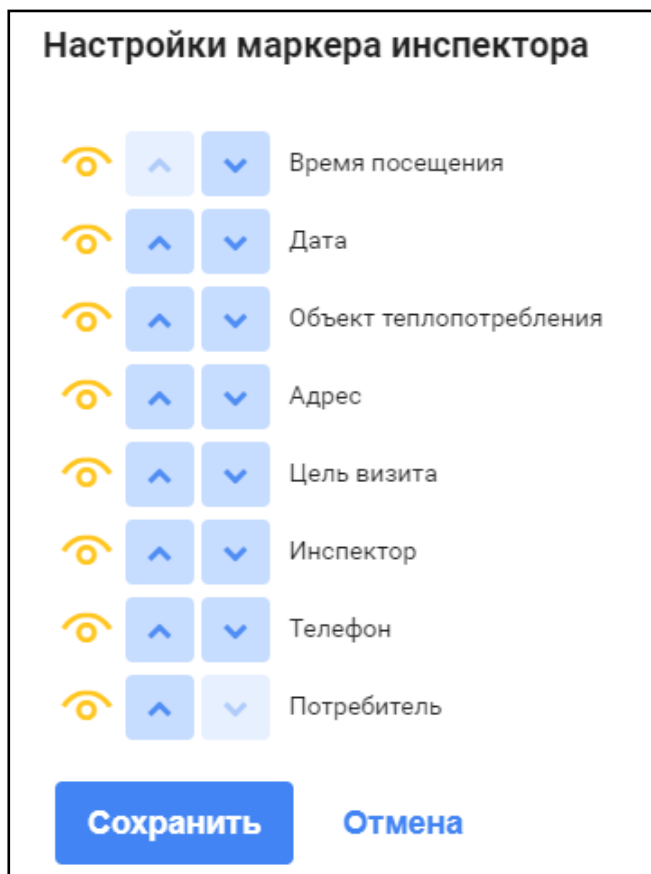 Настройки маркера инспектора
Время посещения
Дата
Объект теплопотребления
Адрес
Цель визита
Инспектор
Телефон
Потребитель
Сохранить Отмена